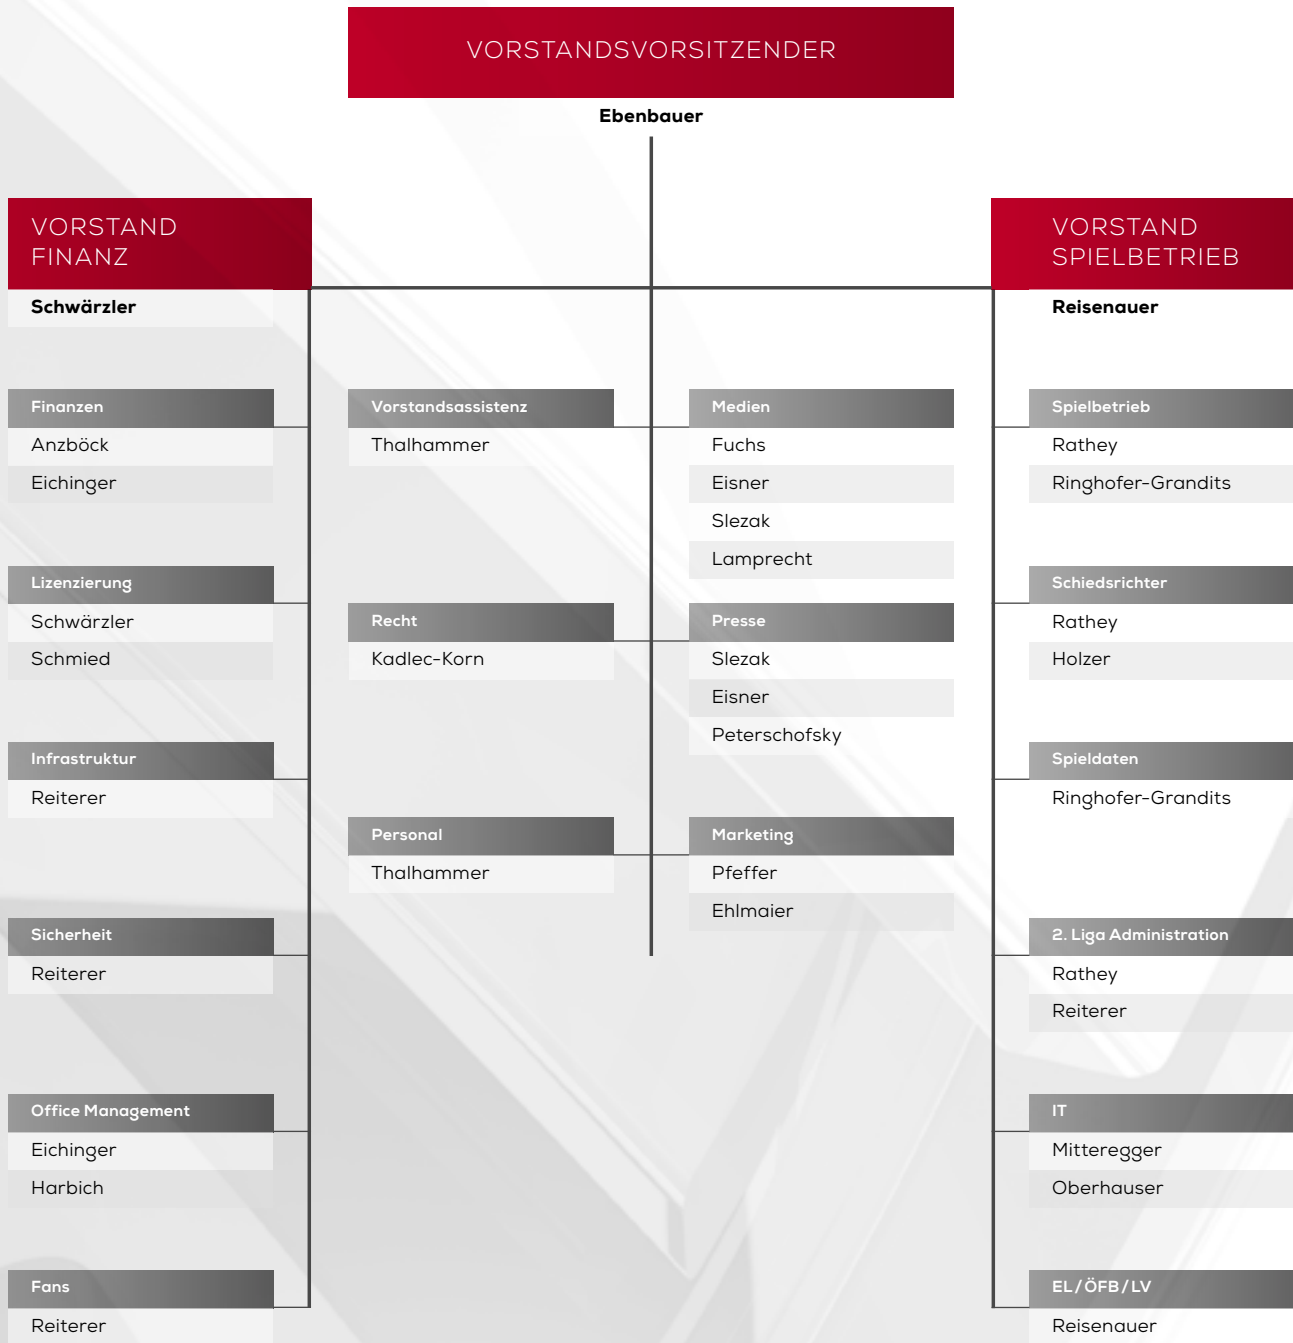 VORSTANDSVORSITZENDER
Ebenbauer
VORSTAND
FINANZ
Schwärzler
Finanzen
Anzböck
Eichinger
Lizenzierung
Schwärzler
Schmied
Infrastruktur
Reiterer
Sicherheit
Reiterer
Office Management
Eichinger
Harbich
Fans
Reiterer
Vorstandsassistenz
Thalhammer
Recht
Kadlec-Korn
Personal
Thalhammer
Medien
Fuchs
Eisner
Slezak
Lamprecht
Presse
Slezak
Eisner
Peterschofsky
Marketing
Pfeffer
Ehlmaier
VORSTAND
SPIELBETRIEB
Reisenauer
Spielbetrieb
Rathey
Ringhofer-Grandits
Schiedsrichter
Rathey
Holzer
Spieldaten
Ringhofer-Grandits
2. Liga Administration
Rathey
Reiterer
IT
Mitteregger
Oberhauser
EL/ÖFB/LV
Reisenauer